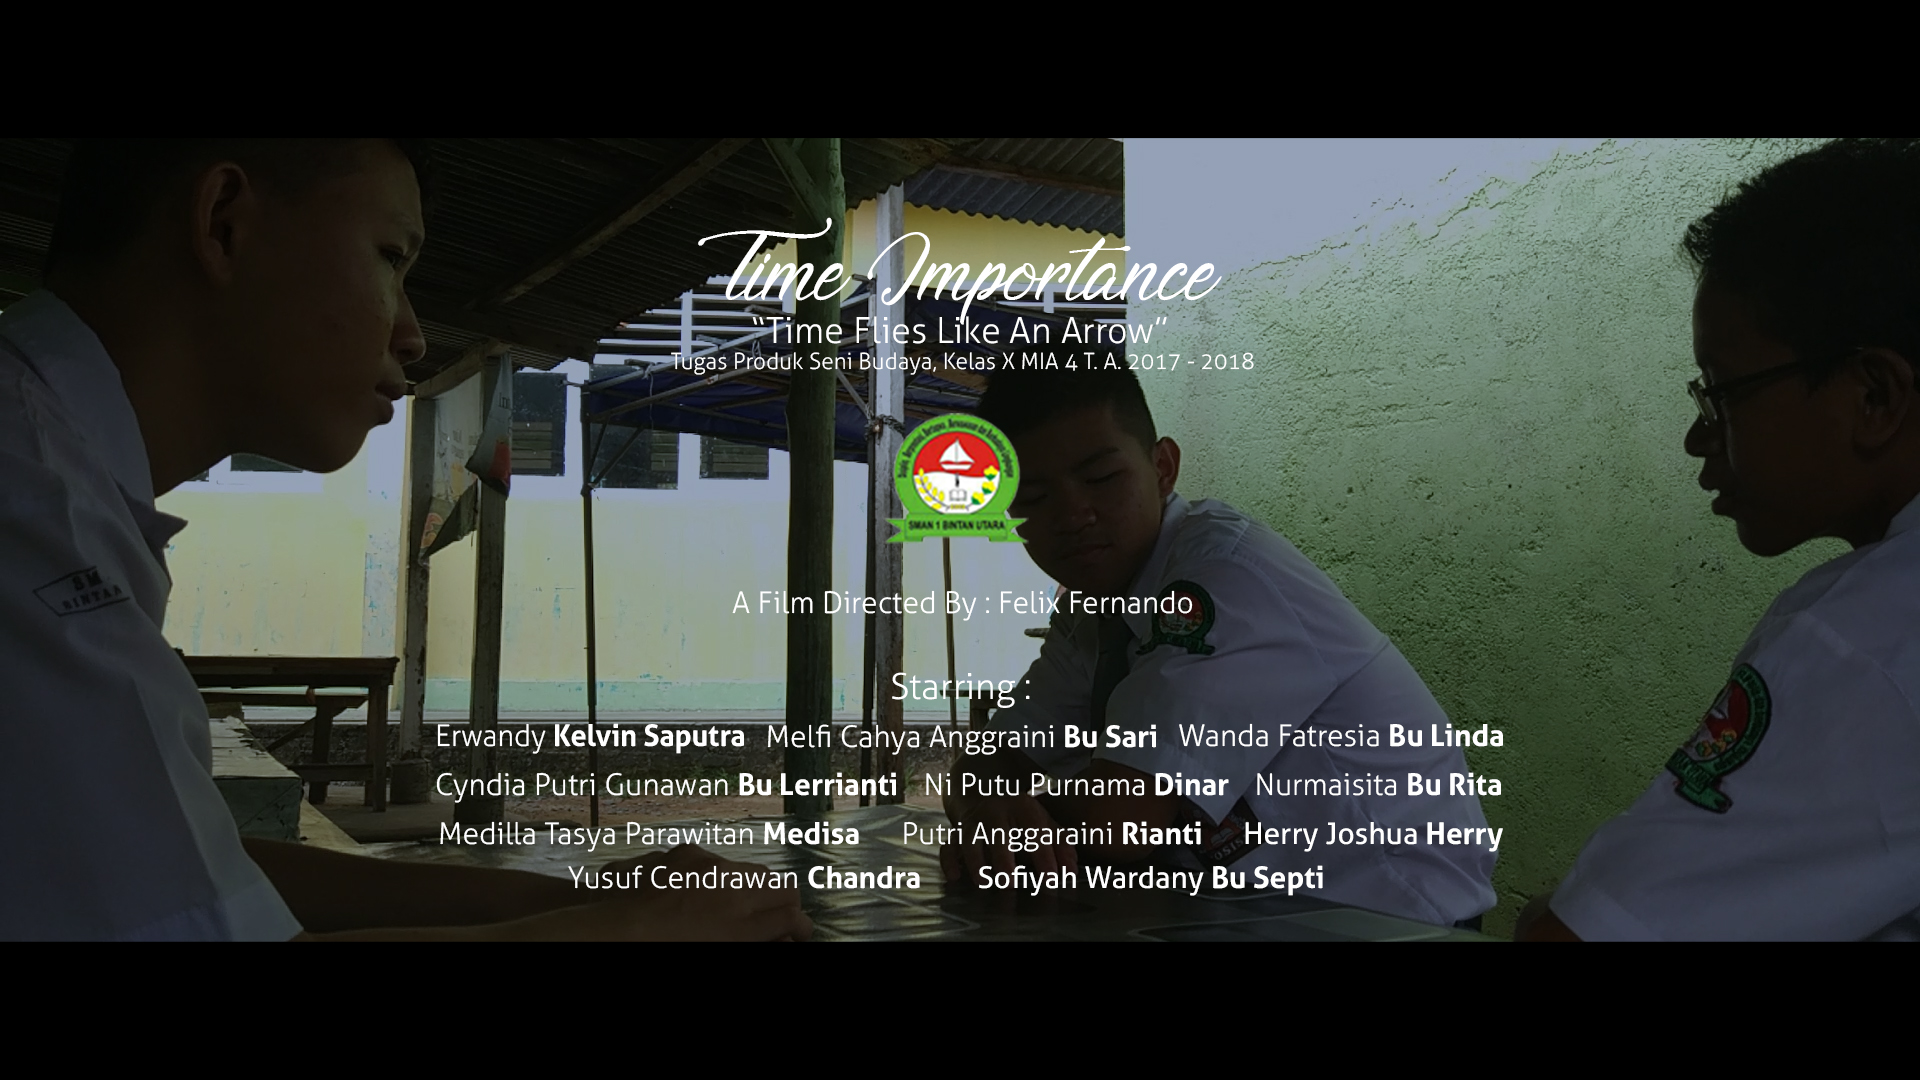 Time Importance
“Time Flies Like An Arrow”
Tugas Produk Seni Budaya, Kelas X MIA 4 T. A. 2017 - 2018
SMAN 1 BINTAN UTARA
A Film Directed By : Felix Fernando
Starring :
Erwandy Kelvin Saputra Melfi Cahya Anggraini Bu Sari Wanda Fatresia Bu Linda
Cyndia Putri Gunawan Bu Lerrianti Ni Putu Purnama Dinar Nurmaisita Bu Rita
Medilla Tasya Parawitan Medisa Putri Anggaraini Rianti Herry Joshua Herry
Yusuf Cendrawan Chandra Sofiyah Wardany Bu Septi